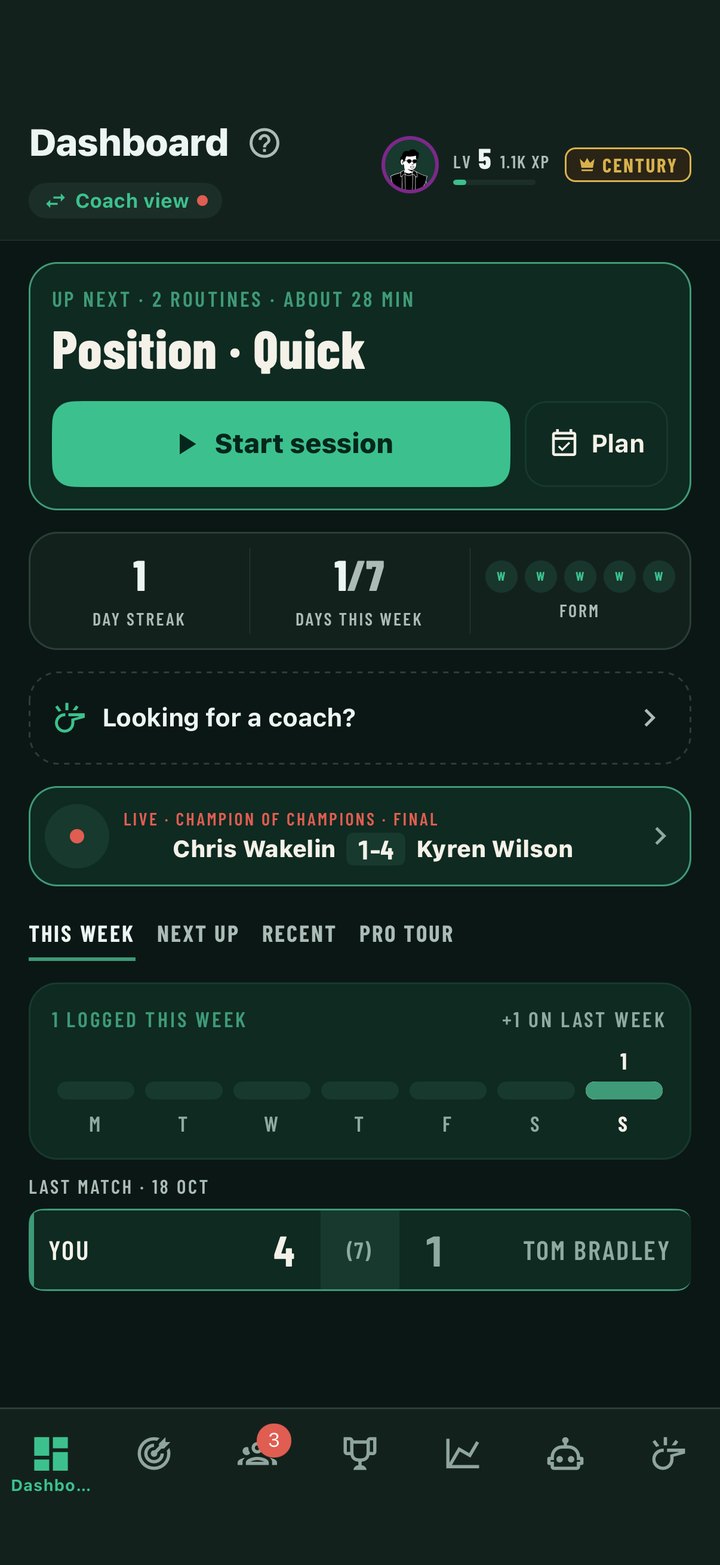 Dashboard
LV 5 1.1K XP
CENTURY
Coach view
UP NEXT · 2 ROUTINES · ABOUT 28 MIN
Position · Quick
Start session
Plan
1
DAY STREAK
1/7
DAYS THIS WEEK
W W W W W
FORM
Looking for a coach?
LIVE · CHAMPION OF CHAMPIONS · FINAL
Chris Wakelin 1–4 Kyren Wilson
THIS WEEK NEXT UP RECENT PRO TOUR
1 LOGGED THIS WEEK
+1 ON LAST WEEK
1
M T W T F S S
LAST MATCH · 18 OCT
YOU 4 (7) 1 TOM BRADLEY
3
Dashbo...